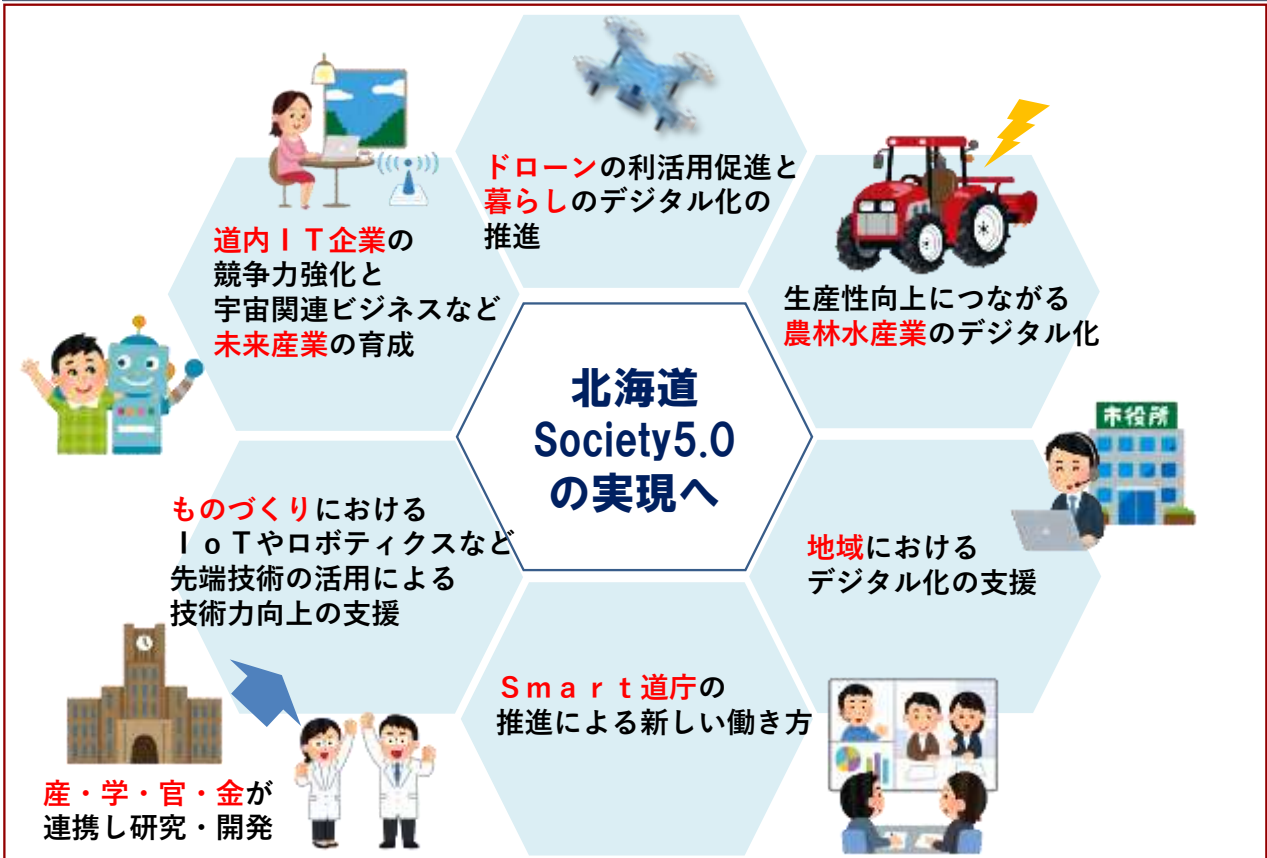 ドローンの利活用促進と
暮らしのデジタル化の
推進
道内ＩＴ企業の
競争力強化と
宇宙関連ビジネスなど
未来産業の育成
生産性向上につながる
農林水産業のデジタル化
北海道
Society5.0
の実現へ
市役所
ものづくりにおける
ＩｏＴやロボティクスなど
先端技術の活用による
技術力向上の支援
地域における
デジタル化の支援
Ｓｍａｒｔ道庁の
推進による新しい働き方
産・学・官・金が
連携し研究・開発